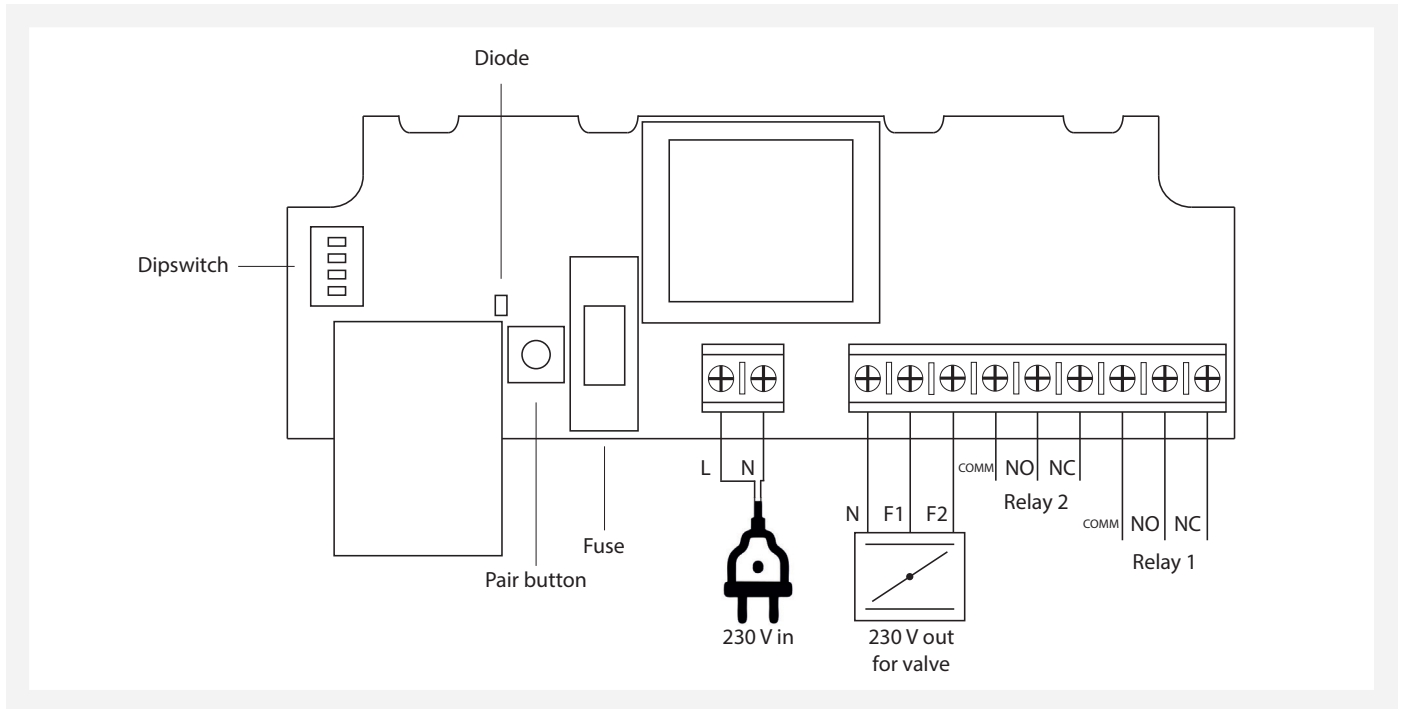 Diode
Dipswitch
L N
COMM NO NC
Relay 2
N F1 F2
COMM NO NC
Relay 1
Fuse
Pair button
230 V in
230 V out
for valve